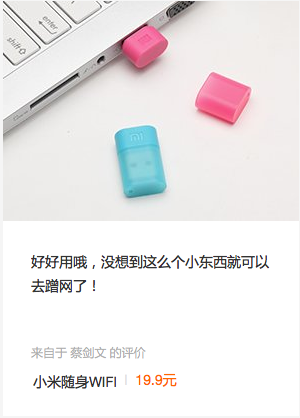 enter
shift
mi
好好用哦，没想到这么个小东西就可以
去蹭网了！
来自于 蔡剑文 的评价
小米随身WIFI | 19.9元